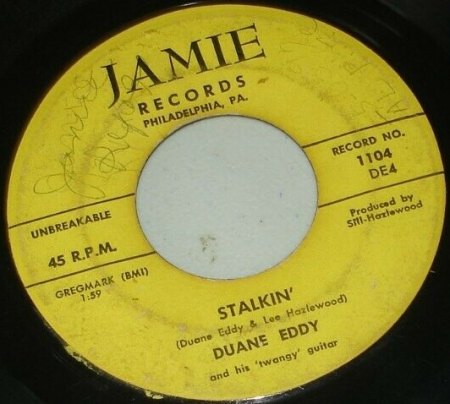 JAMIE
RECORDS
PHILADELPHIA, PA.
RECORD NO.
1104
DE4
UNBREAKABLE
45 R.P.M.
GREGMARK (BMI)
1:59
Produced by
Sill-Hazlewood
STALKIN'
(Duane Eddy & Lee Hazlewood)
DUANE EDDY
and his 'twangy' guitar